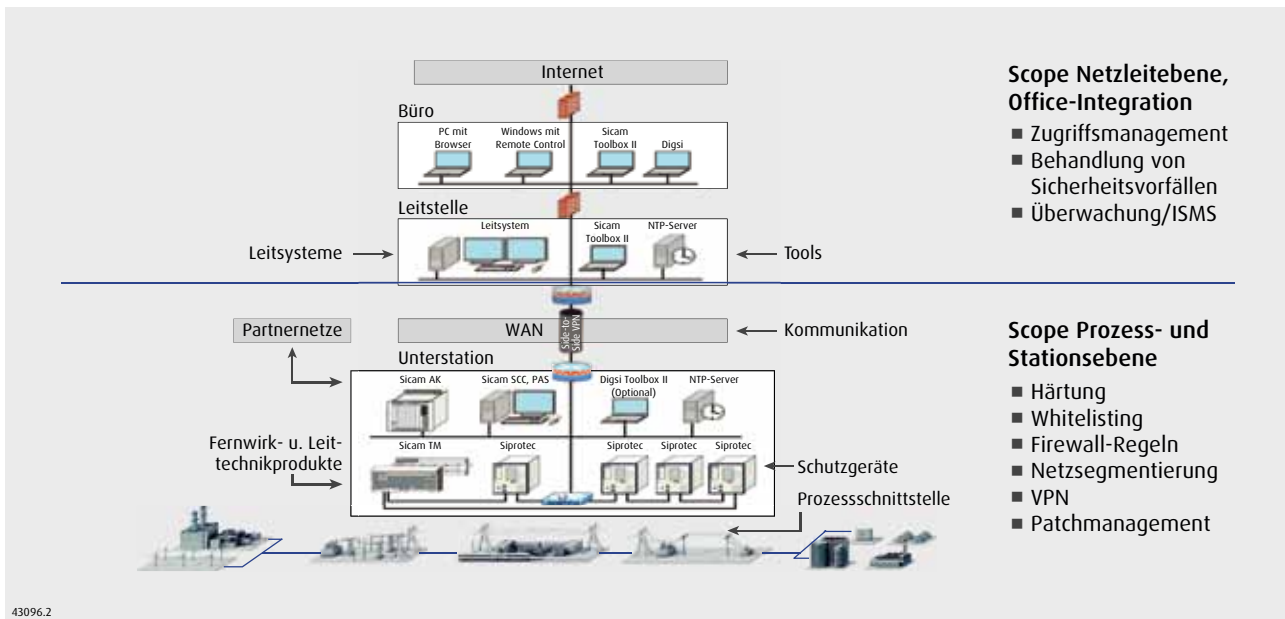 Internet
Büro
PC mit
Browser
Windows mit
Remote Control
Sicam
Toolbox II
Digsi
Leitstelle
Leitsystem
Sicam
Toolbox II
NTP-Server
Leitsysteme
Tools
Partnernetze
WAN
Side-to-
Side VPN
Kommunikation
Unterstation
Sicam AK
Sicam SCC, PAS
Digsi Toolbox II
(Optional)
NTP-Server
Fernwirk- u. Leit-
technikprodukte
Sicam TM
Siprotec
Siprotec
Siprotec
Siprotec
Schutzgeräte
Prozessschnittstelle
Scope Netzleitebene,
Office-Integration
■ Zugriffsmanagement
■ Behandlung von
Sicherheitsvorfällen
■ Überwachung/ISMS
Scope Prozess- und
Stationsebene
■ Härtung
■ Whitelisting
■ Firewall-Regeln
■ Netzsegmentierung
■ VPN
■ Patchmanagement
43096.2